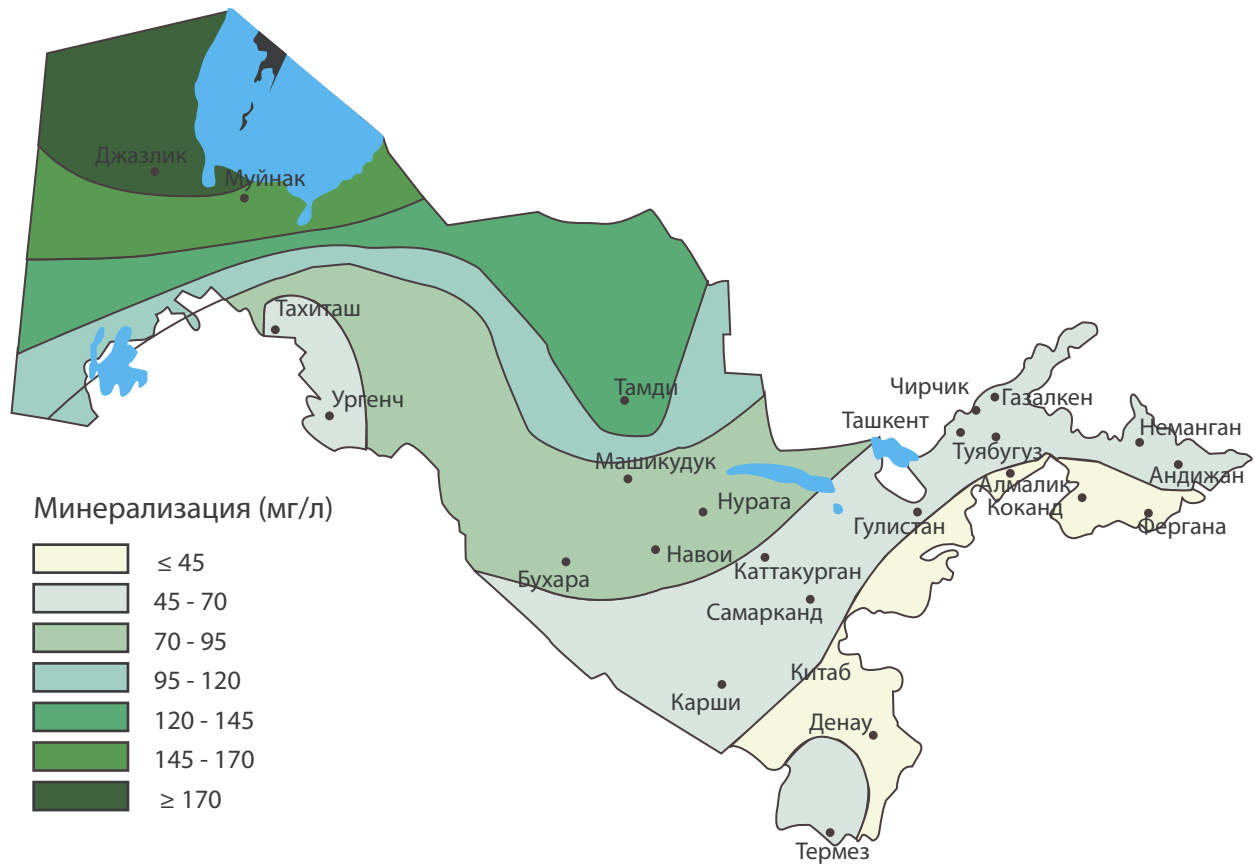 Джазлик
Муйнак
Тахиташ
Ургенч
Тамди
Чирчик
Газалкен
Ташкент
Туябугуз
Неманган
Андижан
Машикудук
Алмалик
Коканд
Нурата
Гулистан
Фергана
Навои
Бухара
Каттакурган
Самарканд
Китаб
Карши
Денау
Термез
Минерализация (мг/л)
≤ 45
45 - 70
70 - 95
95 - 120
120 - 145
145 - 170
≥ 170